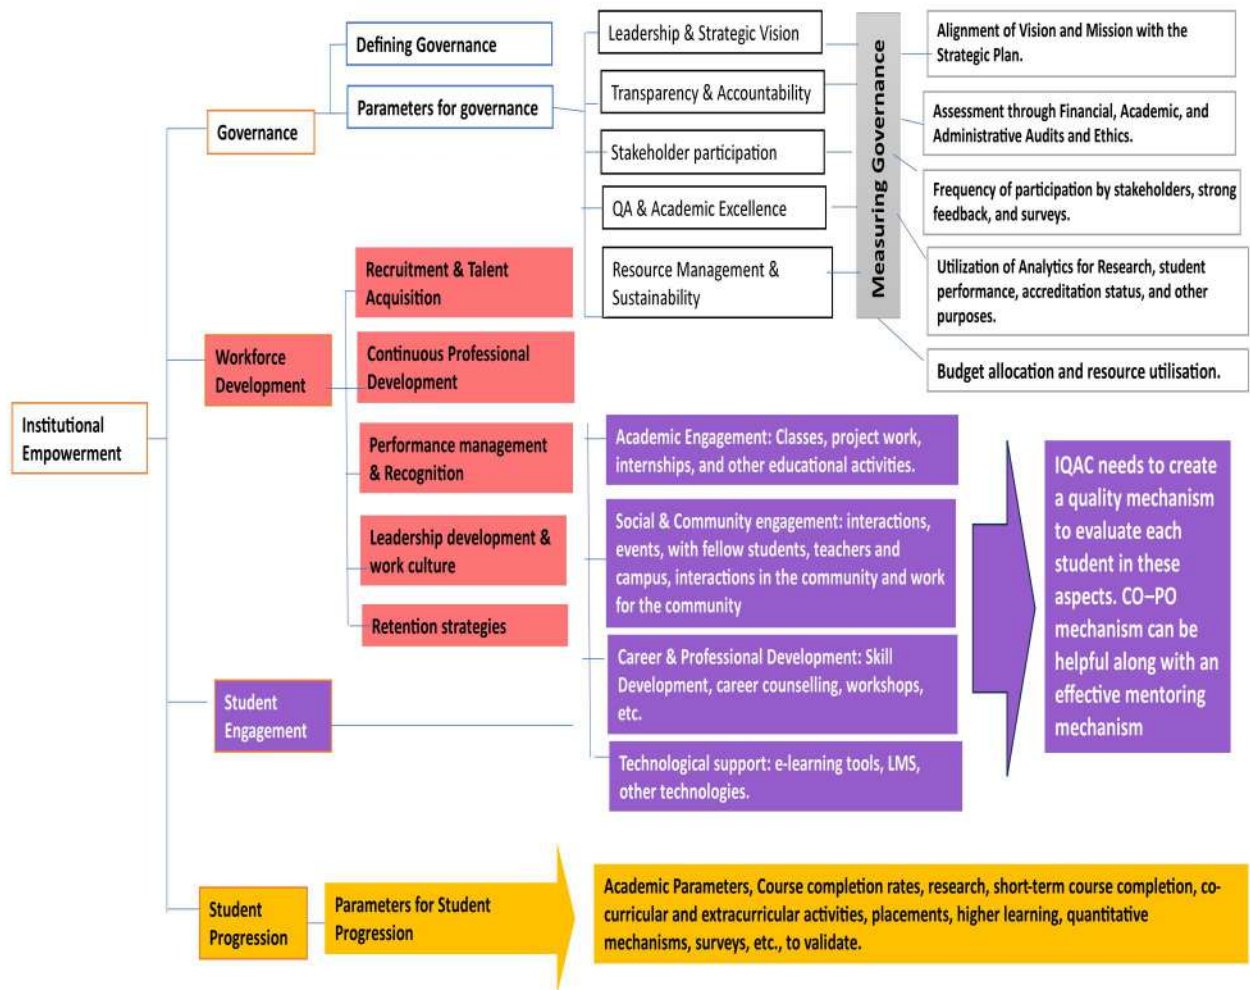 Institutional
Empowerment
Governance
Defining Governance
Parameters for governance
Leadership & Strategic Vision
Transparency & Accountability
Stakeholder participation
QA & Academic Excellence
Resource Management &
Sustainability
Measuring Governance
Alignment of Vision and Mission with the
Strategic Plan.
Assessment through Financial, Academic, and
Administrative Audits and Ethics.
Frequency of participation by stakeholders, strong
feedback, and surveys.
Utilization of Analytics for Research, student
performance, accreditation status, and other
purposes.
Budget allocation and resource utilisation.
Workforce
Development
Recruitment & Talent
Acquisition
Continuous Professional
Development
Performance management
& Recognition
Leadership development &
work culture
Retention strategies
Student
Engagement
Academic Engagement: Classes, project work,
internships, and other educational activities.
Social & Community engagement: interactions,
events, with fellow students, teachers and
campus, interactions in the community and work
for the community
Career & Professional Development: Skill
Development, career counselling, workshops,
etc.
Technological support: e-learning tools, LMS,
other technologies.
IQAC needs to create
a quality mechanism
to evaluate each
student in these
aspects. CO–PO
mechanism can be
helpful along with an
effective mentoring
mechanism
Student
Progression
Parameters for Student
Progression
Academic Parameters, Course completion rates, research, short-term course completion, co-
curricular and extracurricular activities, placements, higher learning, quantitative
mechanisms, surveys, etc., to validate.